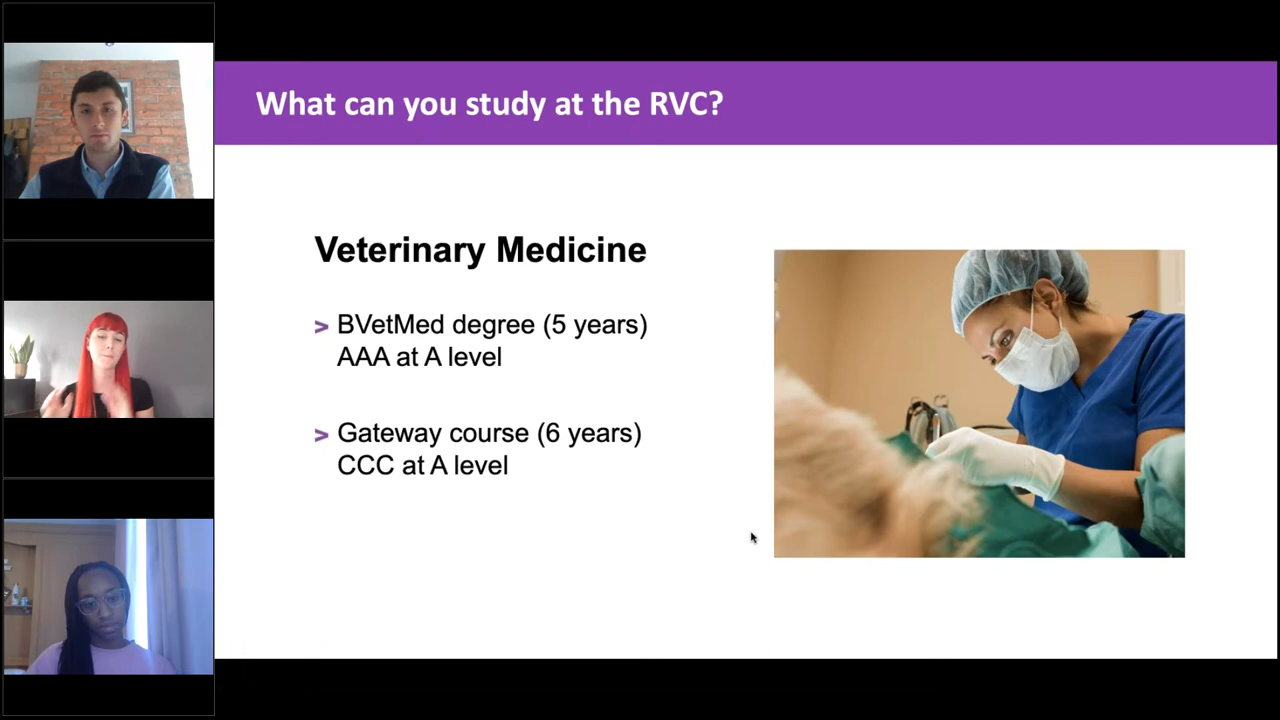 What can you study at the RVC?
Veterinary Medicine
> BVetMed degree (5 years)
AAA at A level
> Gateway course (6 years)
CCC at A level